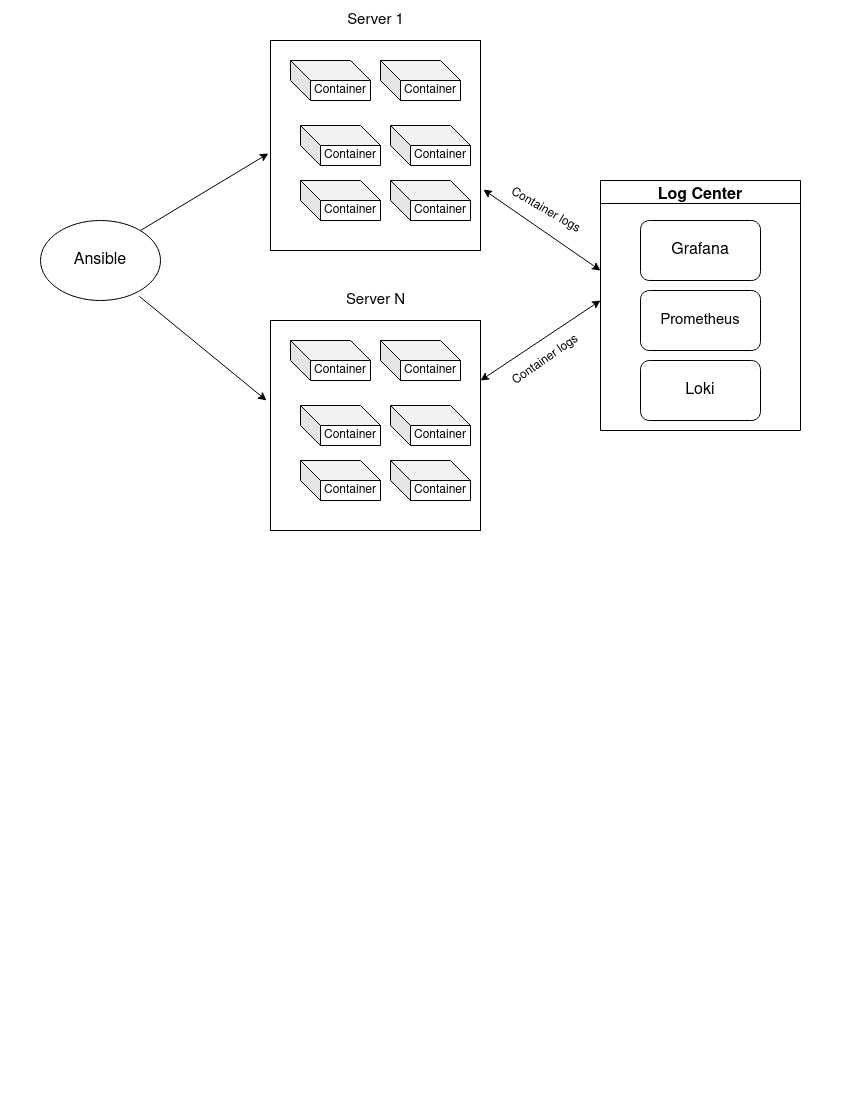 Server 1
Container
Container
Container
Container
Container
Container
Ansible
Server N
Container
Container
Container
Container
Container
Container
Container logs
Container logs
Log Center
Grafana
Prometheus
Loki